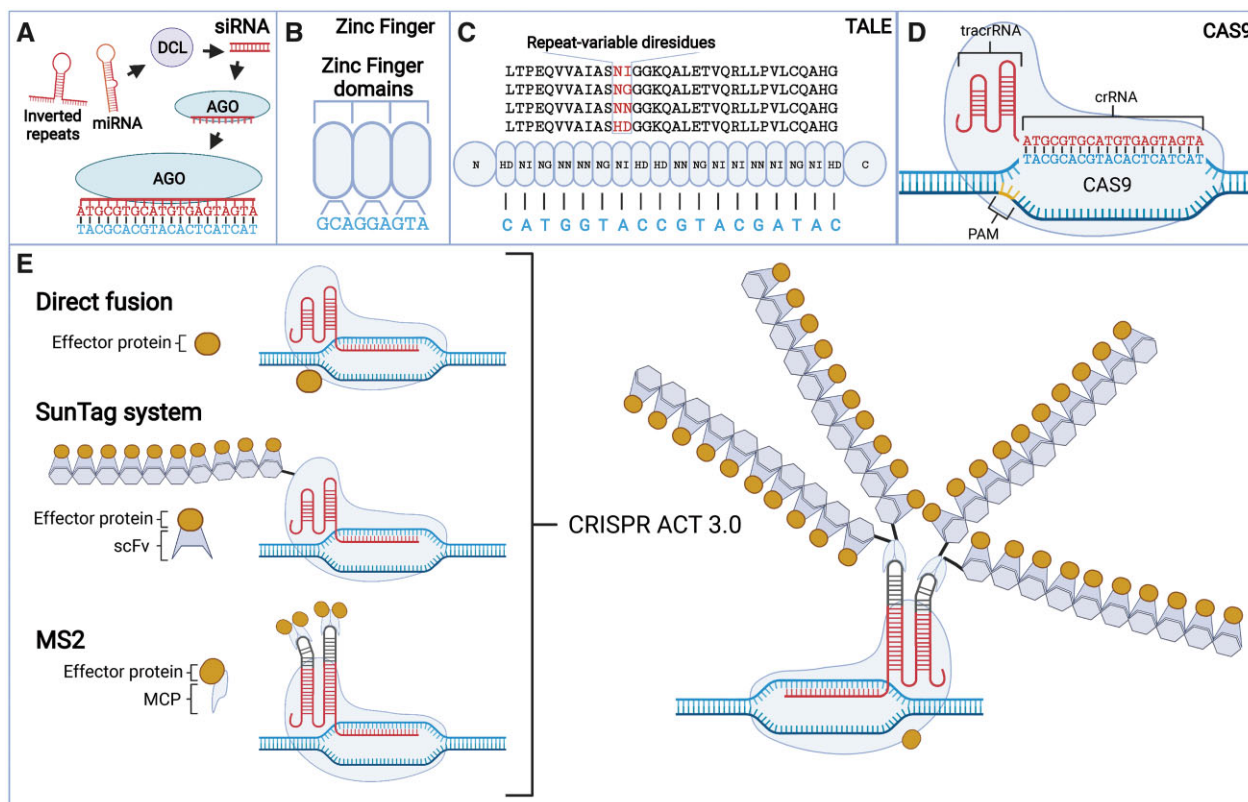 A
siRNA
DCL
AGO
Inverted
repeats
miRNA
AGO
ATGCGTGCATGTGAGTAGTA
TACGCACGTACACTCATCAT
B
Zinc Finger
Zinc Finger
domains
GCAGGAGTA
C
TALE
Repeat-variable diresidues
LTPEQVVAIASNIGGKQALETVQRLLPVLCQAHG
LTPEQVVAIASNGGGKQALETVQRLLPVLCQAHG
LTPEQVVAIASNNGGKQALETVQRLLPVLCQAHG
LTPEQVVAIASHDGGKQALETVQRLLPVLCQAHG
N HD NI NG NN NN NG NI HD HD NN NG NI NI NN NI NG NI HD C
C A T G G T A C C G T A C G A T A C
D
CAS9
tracrRNA
crRNA
ATGCGTGCATGTGAGTAGTA
TACGCACGTACACTCATCAT
CAS9
PAM
E
Direct fusion
Effector protein
SunTag system
Effector protein
scFv
MS2
Effector protein
MCP
CRISPR ACT 3.0